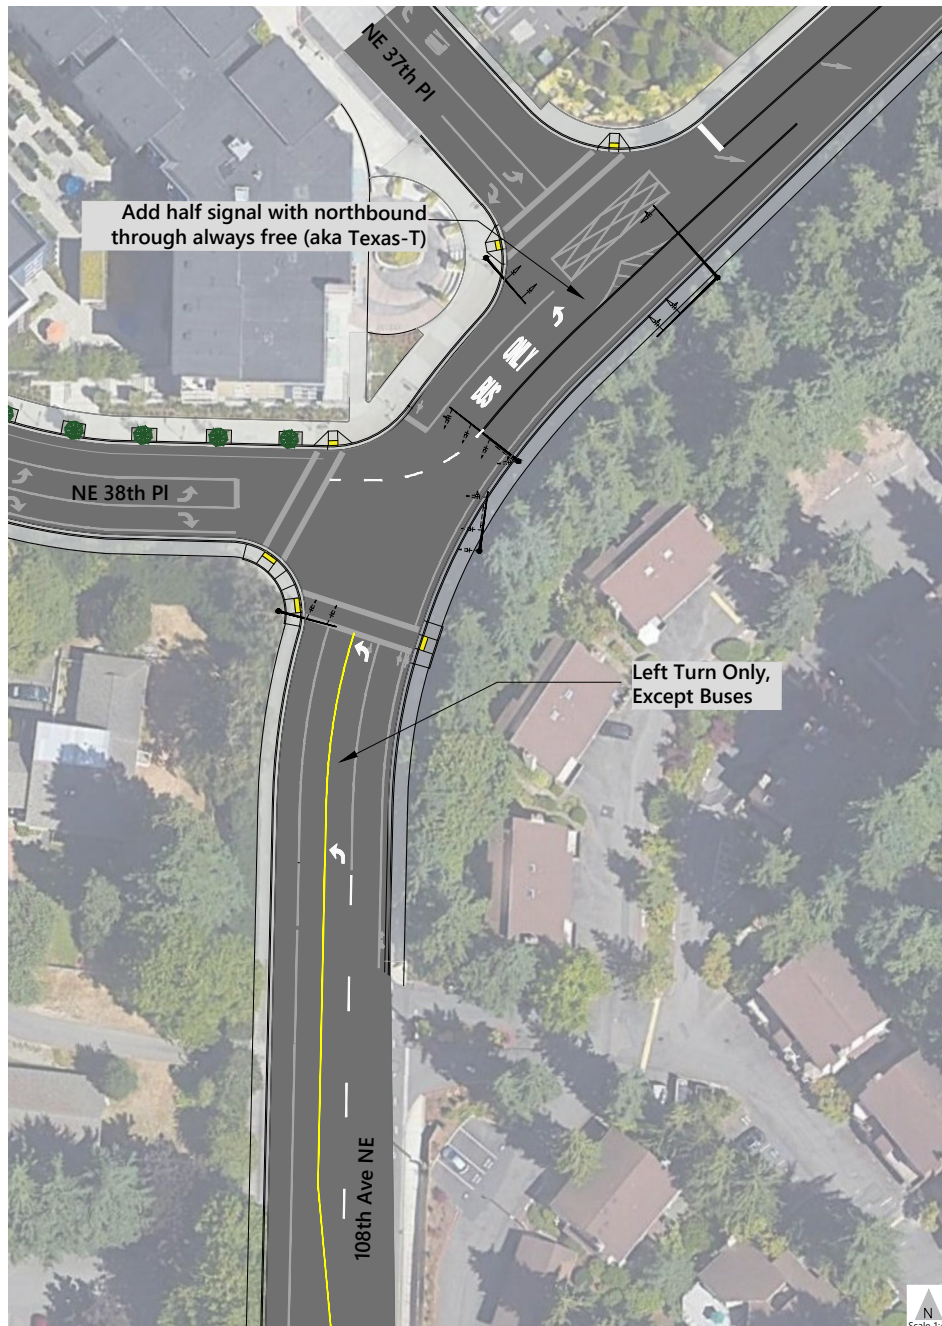 NE 37th Pl
Add half signal with northbound
through always free (aka Texas-T)
ONLY
BUS
NE 38th Pl
Left Turn Only,
Except Buses
108th Ave NE
N